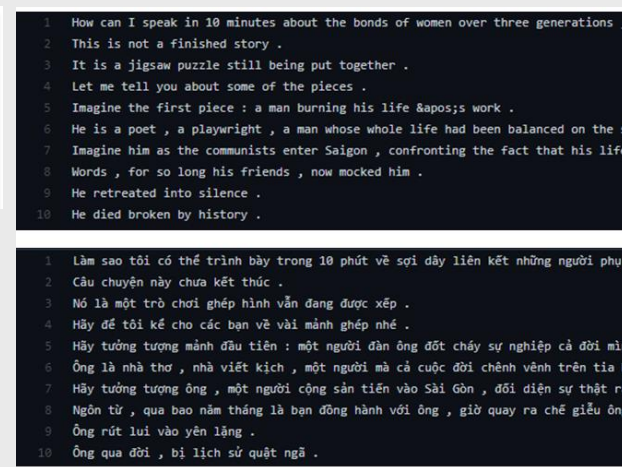 1 How can I speak in 10 minutes about the bonds of women over three generations
2 This is not a finished story .
3 It is a jigsaw puzzle still being put together .
4 Let me tell you about some of the pieces .
5 Imagine the first piece : a man burning his life &apos;s work .
6 He is a poet , a playwright , a man whose whole life had been balanced on the
7 Imagine him as the communists enter Saigon , confronting the fact that his life
8 Words , for so long his friends , now mocked him .
9 He retreated into silence .
10 He died broken by history .
1 Làm sao tôi có thể trình bày trong 10 phút về sợi dây liên kết những người phụ
2 Câu chuyện này chưa kết thúc .
3 Nó là một trò chơi ghép hình vẫn đang được xếp .
4 Hãy để tôi kể cho các bạn về vài mảnh ghép nhé .
5 Hãy tưởng tượng mảnh đầu tiên : một người đàn ông đốt cháy sự nghiệp cả đời
6 Ông là nhà thơ , nhà viết kịch , một người mà cả cuộc đời chênh vênh trên tia
7 Hãy tưởng tượng ông , một người cộng sản tiến vào Sài Gòn , đối diện sự thật
8 Ngôn từ , qua bao năm tháng là bạn đồng hành với ông , giờ quay ra chế giễu
9 Ông rút lui vào yên lặng .
10 Ông qua đời , bị lịch sử quật ngã .